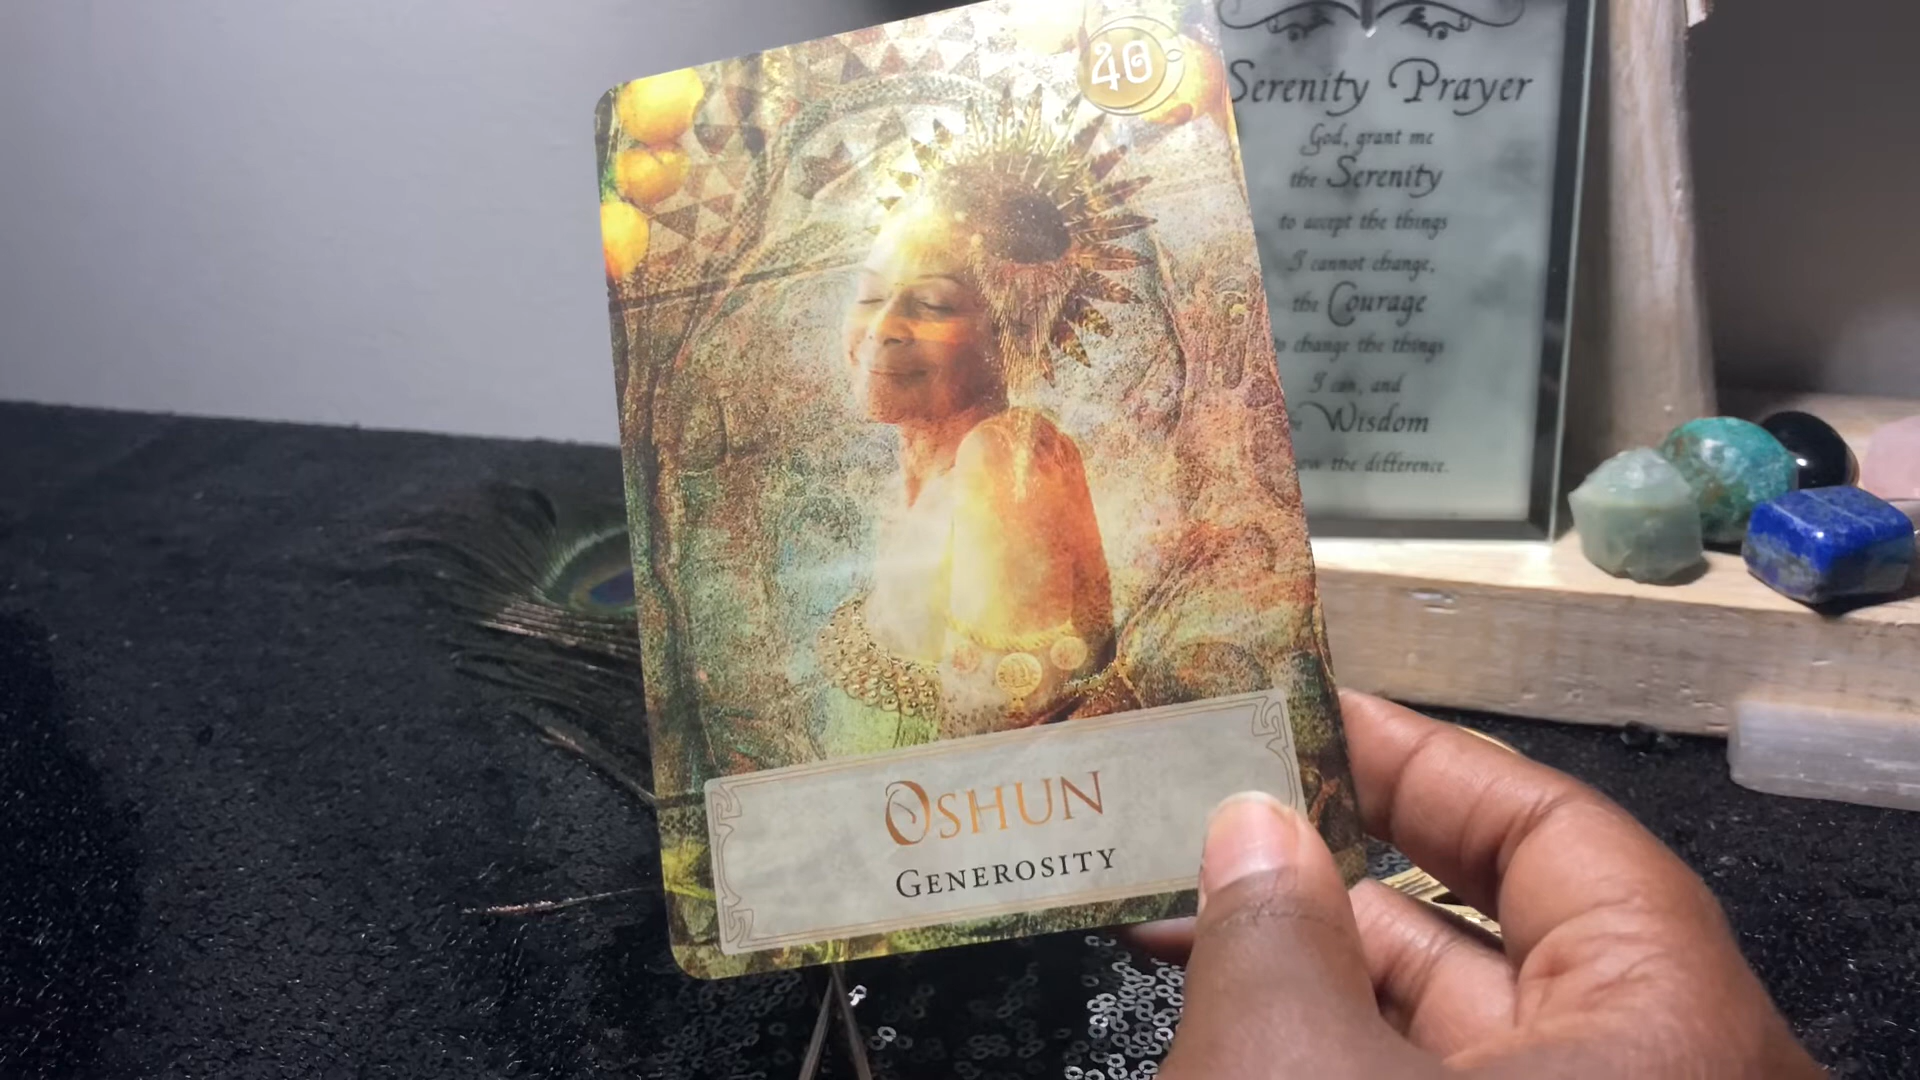 40
OSHUN
GENEROSITY
Serenity Prayer
God, grant me
the Serenity
to accept the things
I cannot change,
the Courage
to change the things
I can, and
Wisdom
the difference.